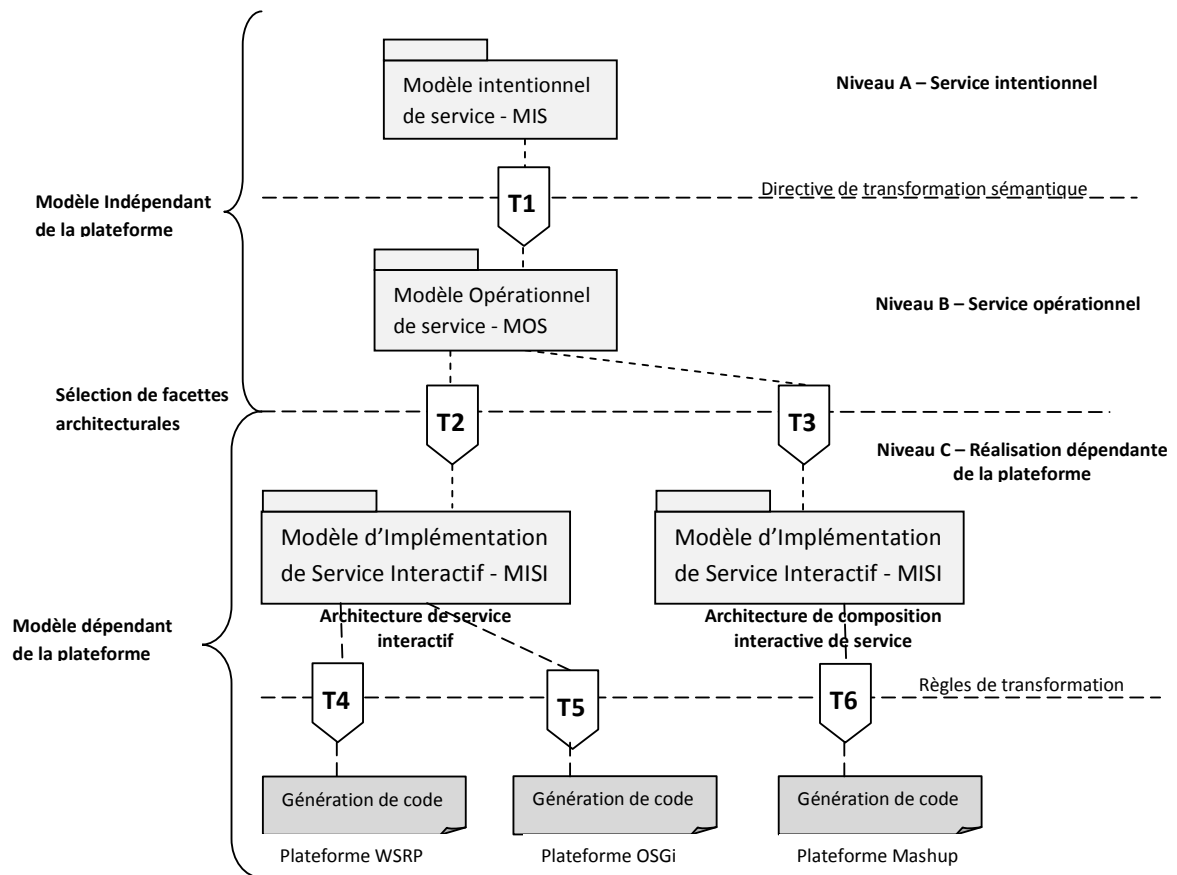 Modèle intentionnel
de service - MIS
Niveau A – Service intentionnel
T1
Directive de transformation sémantique
Modèle Indépendant
de la plateforme
Modèle Opérationnel
de service - MOS
Niveau B – Service opérationnel
Sélection de facettes
architecturales
T2
T3
Niveau C – Réalisation dépendante
de la plateforme
Modèle d’Implémentation
de Service Interactif - MISI
Modèle d’Implémentation
de Service Interactif - MISI
Architecture de service
interactif
Architecture de composition
interactive de service
Modèle dépendant
de la plateforme
T4
T5
T6
Règles de transformation
Génération de code
Génération de code
Génération de code
Plateforme WSRP
Plateforme OSGi
Plateforme Mashup